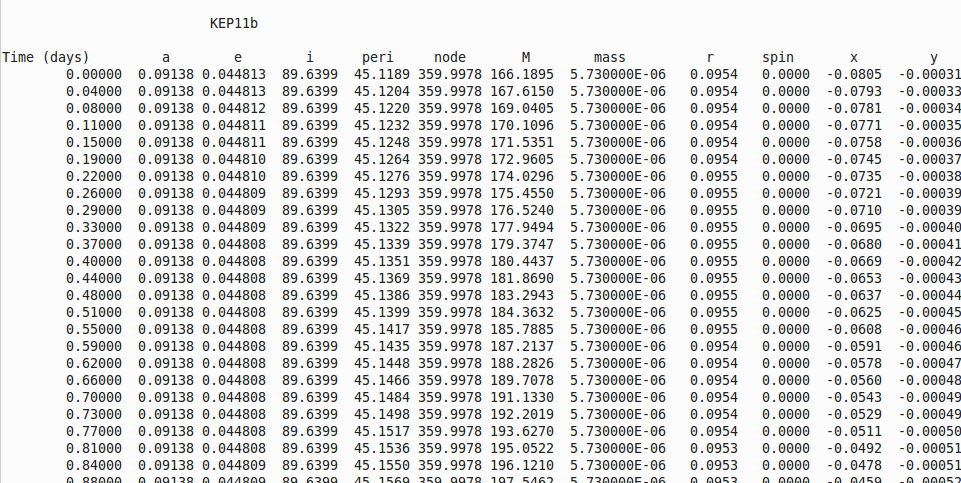 KEP11b
Time (days) a e i peri node M mass r spin x y
0.00000 0.09138 0.044813 89.6399 45.1189 359.9978 166.1895 5.730000E-06 0.0954 0.0000 -0.0805 -0.00031
0.04000 0.09138 0.044813 89.6399 45.1204 359.9978 167.6150 5.730000E-06 0.0954 0.0000 -0.0793 -0.00033
0.08000 0.09138 0.044812 89.6399 45.1220 359.9978 169.0405 5.730000E-06 0.0954 0.0000 -0.0781 -0.00034
0.11000 0.09138 0.044811 89.6399 45.1232 359.9978 170.1096 5.730000E-06 0.0954 0.0000 -0.0771 -0.00035
0.15000 0.09138 0.044811 89.6399 45.1248 359.9978 171.5351 5.730000E-06 0.0954 0.0000 -0.0758 -0.00036
0.19000 0.09138 0.044810 89.6399 45.1264 359.9978 172.9605 5.730000E-06 0.0954 0.0000 -0.0745 -0.00037
0.22000 0.09138 0.044810 89.6399 45.1276 359.9978 174.0296 5.730000E-06 0.0955 0.0000 -0.0735 -0.00038
0.26000 0.09138 0.044809 89.6399 45.1293 359.9978 175.4550 5.730000E-06 0.0955 0.0000 -0.0721 -0.00039
0.29000 0.09138 0.044809 89.6399 45.1305 359.9978 176.5240 5.730000E-06 0.0955 0.0000 -0.0710 -0.00039
0.33000 0.09138 0.044809 89.6399 45.1322 359.9978 177.9494 5.730000E-06 0.0955 0.0000 -0.0695 -0.00040
0.37000 0.09138 0.044808 89.6399 45.1339 359.9978 179.3747 5.730000E-06 0.0955 0.0000 -0.0680 -0.00041
0.40000 0.09138 0.044808 89.6399 45.1351 359.9978 180.4437 5.730000E-06 0.0955 0.0000 -0.0669 -0.00042
0.44000 0.09138 0.044808 89.6399 45.1369 359.9978 181.8690 5.730000E-06 0.0955 0.0000 -0.0653 -0.00043
0.48000 0.09138 0.044808 89.6399 45.1386 359.9978 183.2943 5.730000E-06 0.0955 0.0000 -0.0637 -0.00044
0.51000 0.09138 0.044808 89.6399 45.1399 359.9978 184.3632 5.730000E-06 0.0955 0.0000 -0.0625 -0.00045
0.55000 0.09138 0.044808 89.6399 45.1417 359.9978 185.7885 5.730000E-06 0.0954 0.0000 -0.0608 -0.00046
0.59000 0.09138 0.044808 89.6399 45.1435 359.9978 187.2137 5.730000E-06 0.0954 0.0000 -0.0591 -0.00046
0.62000 0.09138 0.044808 89.6399 45.1448 359.9978 188.2826 5.730000E-06 0.0954 0.0000 -0.0578 -0.00047
0.66000 0.09138 0.044808 89.6399 45.1466 359.9978 189.7078 5.730000E-06 0.0954 0.0000 -0.0560 -0.00048
0.70000 0.09138 0.044808 89.6399 45.1484 359.9978 191.1330 5.730000E-06 0.0954 0.0000 -0.0543 -0.00049
0.73000 0.09138 0.044808 89.6399 45.1498 359.9978 192.2019 5.730000E-06 0.0954 0.0000 -0.0529 -0.00049
0.77000 0.09138 0.044808 89.6399 45.1517 359.9978 193.6270 5.730000E-06 0.0954 0.0000 -0.0511 -0.00050
0.81000 0.09138 0.044808 89.6399 45.1536 359.9978 195.0522 5.730000E-06 0.0953 0.0000 -0.0492 -0.00051
0.84000 0.09138 0.044809 89.6399 45.1550 359.9978 196.1210 5.730000E-06 0.0953 0.0000 -0.0478 -0.00051
0.88000 0.09138 0.044809 89.6399 45.1569 359.9978 197.5462 5.730000E-06 0.0953 0.0000 -0.0459 -0.00052